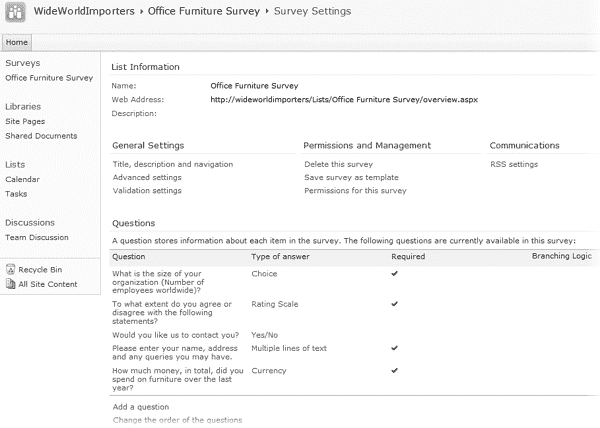 WideWorldImporters ▸ Office Furniture Survey ▸ Survey Settings
Home
Surveys
Office Furniture Survey
Libraries
Site Pages
Shared Documents
Lists
Calendar
Tasks
Discussions
Team Discussion
Recycle Bin
All Site Content
List Information
Name: Office Furniture Survey
Web Address: http://wideworldimporters/Lists/Office Furniture Survey/overview.aspx
Description:
General Settings Permissions and Management Communications
Title, description and navigation Delete this survey RSS settings
Advanced settings Save survey as template
Validation settings Permissions for this survey
Questions
A question stores information about each item in the survey. The following questions are currently available in this survey:
Question Type of answer Required Branching Logic
What is the size of your Choice ✔
organization (Number of
employees worldwide)?
To what extent do you agree or Rating Scale ✔
disagree with the following
statements?
Would you like us to contact you? Yes/No
Please enter your name, address Multiple lines of text ✔
and any queries you may have.
How much money, in total, did you Currency ✔
spend on furniture over the last
year?
Add a question
Change the order of the questions